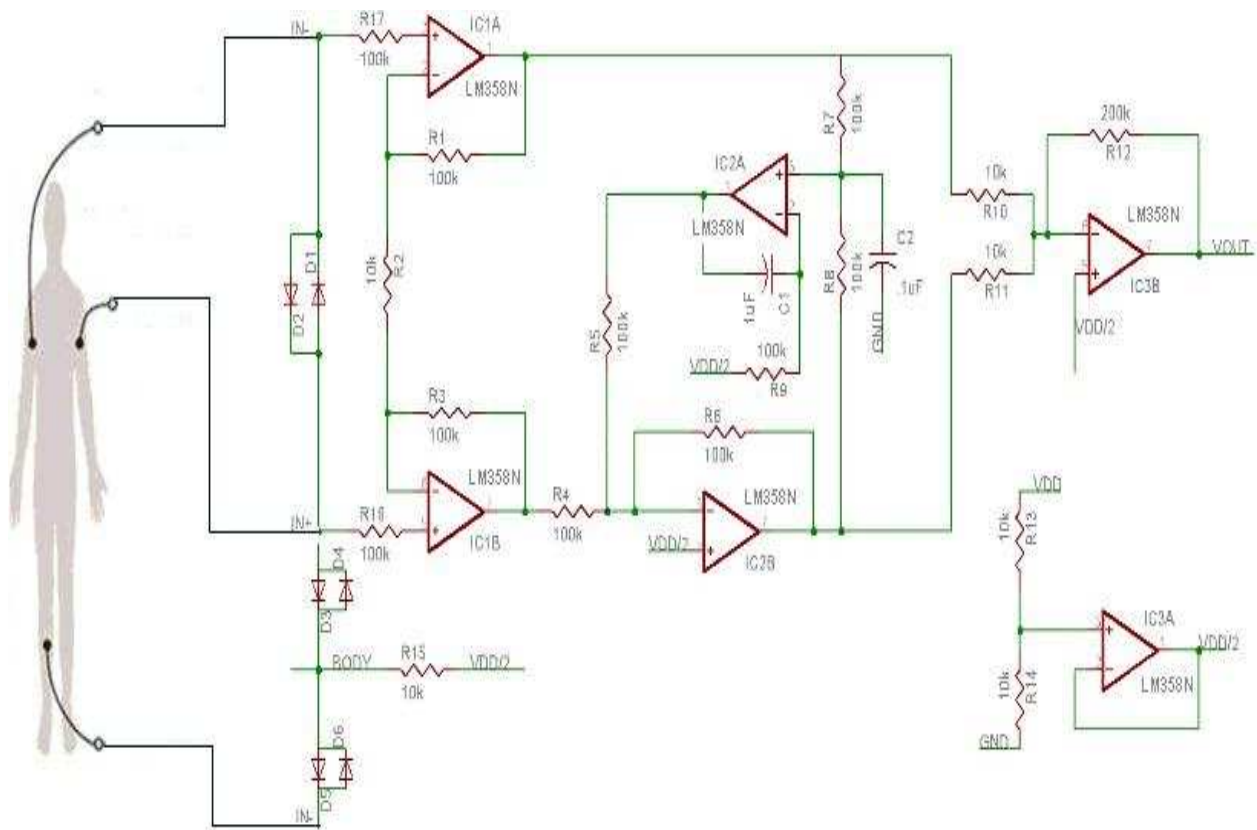 IN-
R17
100k
IC1A
LM358N
R1
100k
R7
100k
200k
R12
IC2A
LM358N
10k
R10
LM358N
VOUT
IC3B
10k
R11
VDD/2
D1
D2
10k
R2
C1
1uF
C2
.1uF
GND
R8
100k
R5
100k
100k
VDD/2
R9
R3
100k
R6
100k
LM358N
LM358N
R4
100k
IN+
R16
100k
IC1B
VDD/2
IC2B
VDD
10k
R13
D4
D3
IC3A
VDD/2
LM358N
BODY
R15
VDD/2
10k
10k
R14
GND
D6
D5
IN-